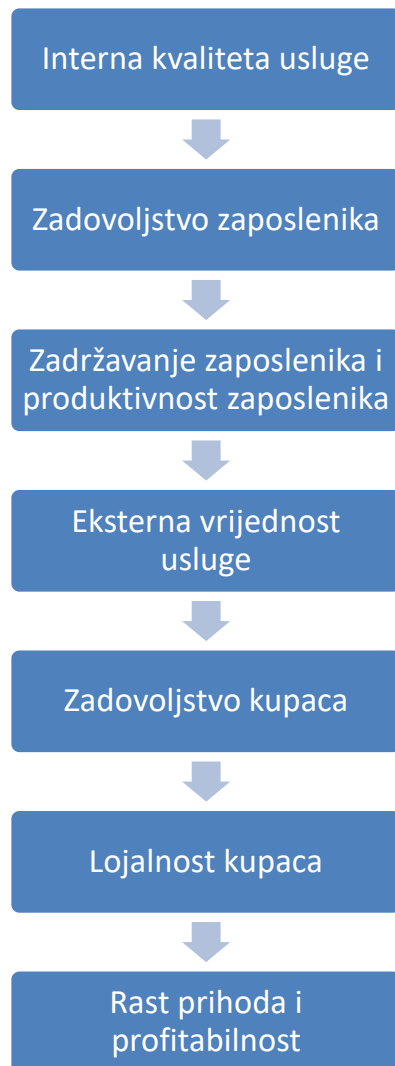 Interna kvaliteta usluge
Zadovoljstvo zaposlenika
Zadržavanje zaposlenika i
produktivnost zaposlenika
Eksterna vrijednost
usluge
Zadovoljstvo kupaca
Lojalnost kupaca
Rast prihoda i
profitabilnost